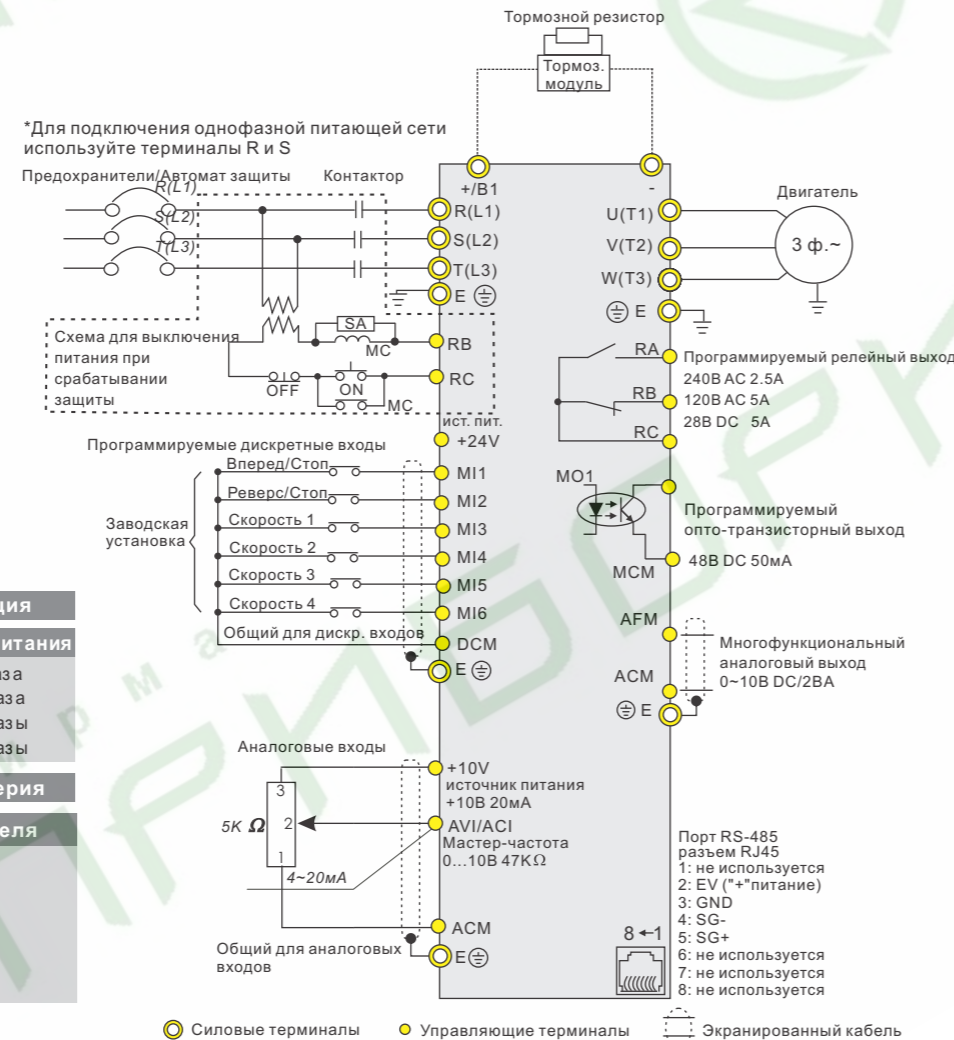 Тормозной резистор
Тормоз.
модуль
*Для подключения однофазной питающей сети
используйте терминалы R и S
Предохранители/Автомат защиты
Контактор
R(L1)
S(L2)
T(L3)
+/B1
-
R(L1)
S(L2)
T(L3)
E
U(T1)
V(T2)
W(T3)
E
Двигатель
3 ф.~
Схема для выключения
питания при
срабатывании
защиты
SA
MC
OFF
ON
MC
RB
RC
RA
RB
RC
Программируемый релейный выход
240В AC 2.5А
120В AC 5А
28В DC 5А
ист. пит.
+24V
Программируемые дискретные входы
Заводская
установка
Вперед/Стоп
Реверс/Стоп
Скорость 1
Скорость 2
Скорость 3
Скорость 4
Общий для дискр. входов
MI1
MI2
MI3
MI4
MI5
MI6
DCM
E
MO1
MCM
Программируемый
опто-транзисторный выход
48В DC 50мА
AFM
ACM
E
Многофункциональный
аналоговый выход
0~10В DC/2ВА
ция
итания
аза
аза
азы
азы
ерия
еля
Аналоговые входы
3
2
1
5K Ω
4~20мА
+10V
источник питания
+10В 20мА
AVI/ACI
Мастер-частота
0...10В 47KΩ
ACM
E
Общий для аналоговых
входов
8 ←1
Порт RS-485
разъем RJ45
1: не используется
2: EV ("+"питание)
3: GND
4: SG-
5: SG+
6: не используется
7: не используется
8: не используется
Силовые терминалы
Управляющие терминалы
Экранированный кабель